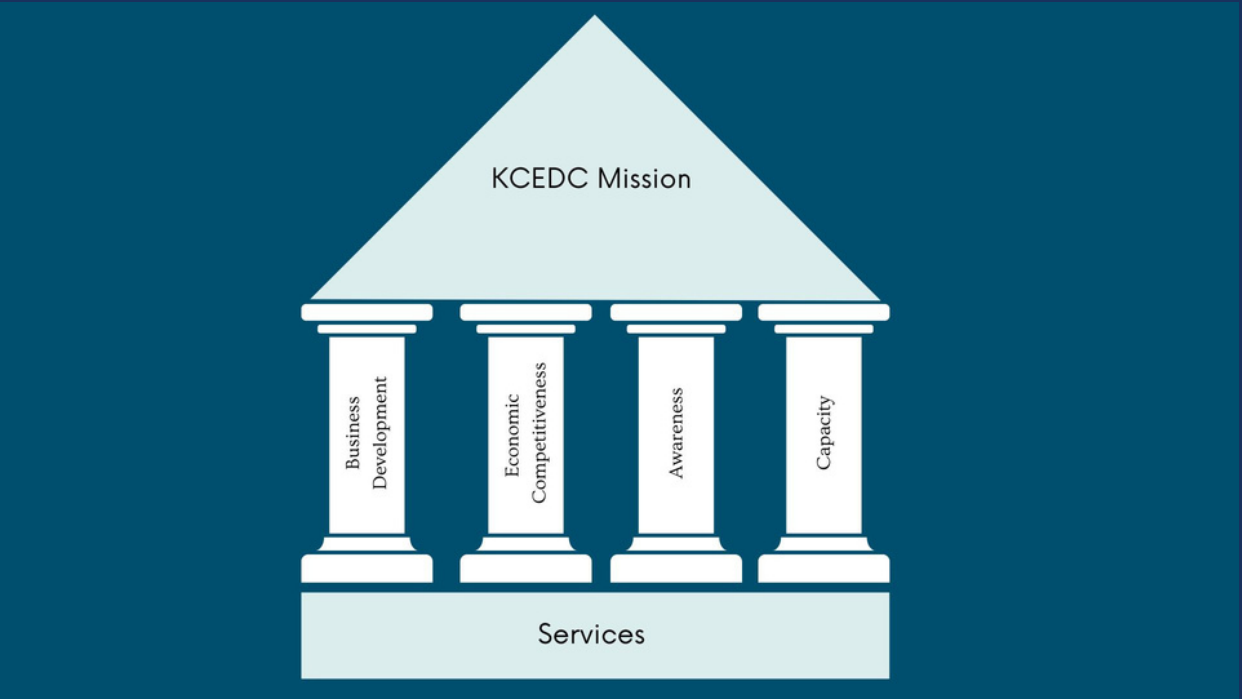 KCEDC Mission
Business
Development
Economic
Competitiveness
Awareness
Capacity
Services